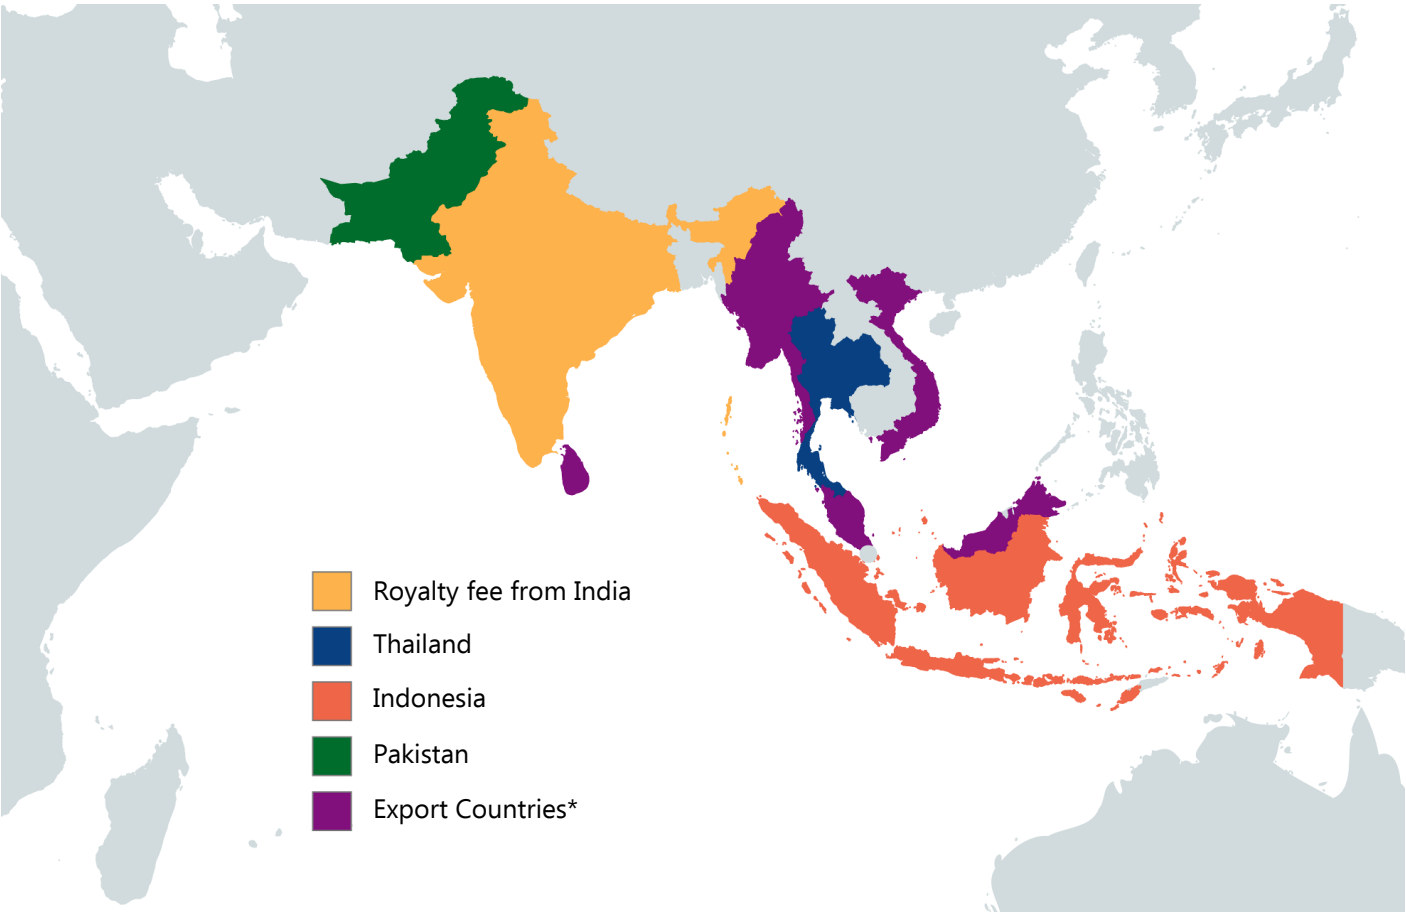 Royalty fee from India
Thailand
Indonesia
Pakistan
Export Countries*